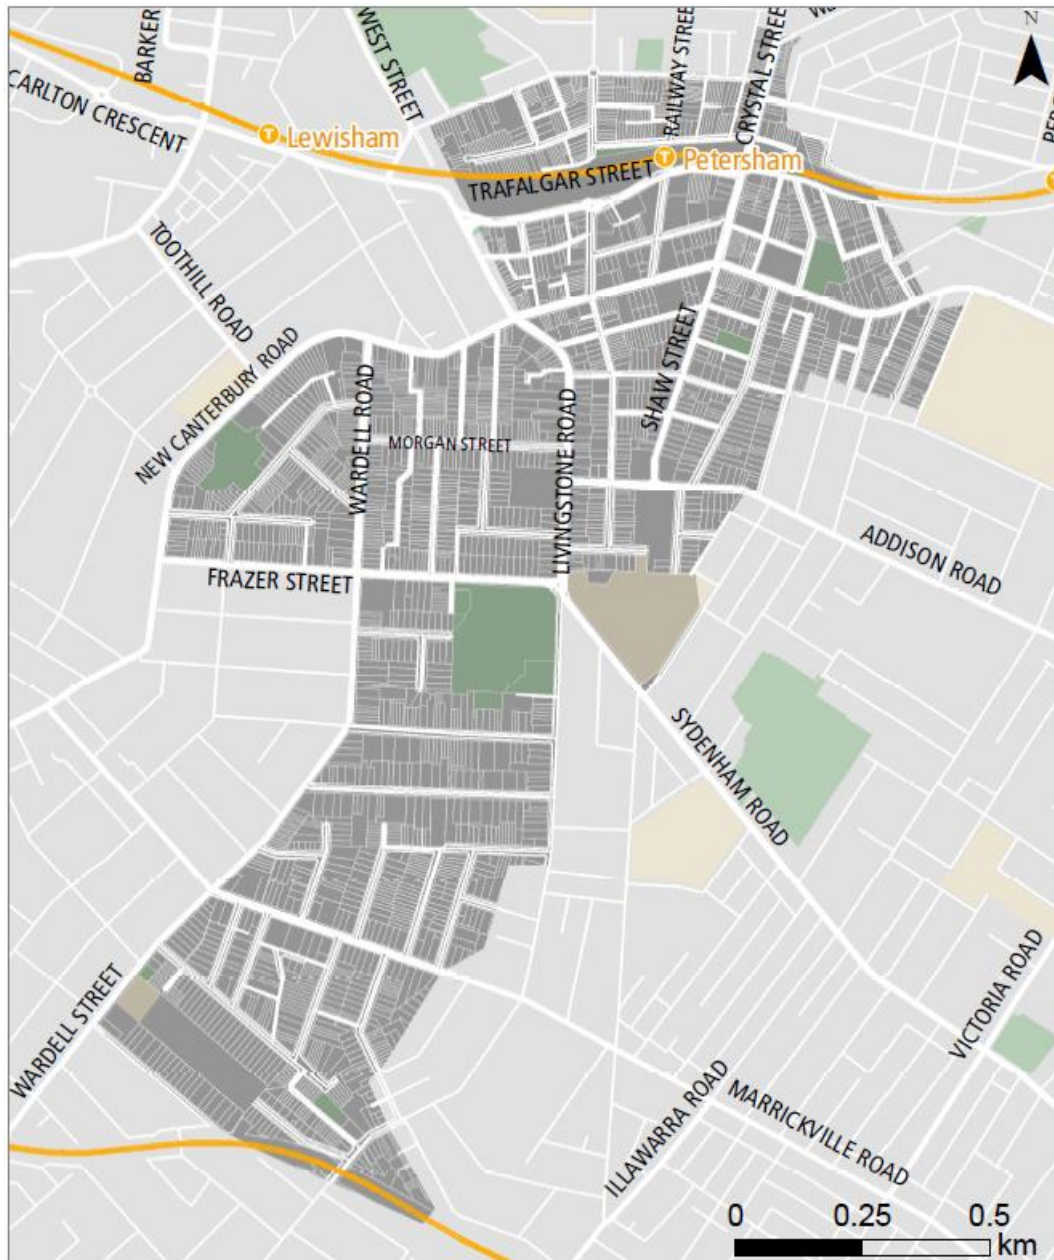 N
BARKER
WEST STREET
RAILWAY STREET
CRYSTAL STREET
CARLTON CRESCENT
T Lewisham
T Petersham
T
TRAFALGAR STREET
TOOTHILL ROAD
NEW CANTERBURY ROAD
WARDELL ROAD
MORGAN STREET
LIVINGSTONE ROAD
SHAW STREET
ADDISON ROAD
FRAZER STREET
SYDENHAM ROAD
WARDELL STREET
VICTORIA ROAD
ILLAWARRA ROAD
MARRICKVILLE ROAD
0 0.25 0.5
km